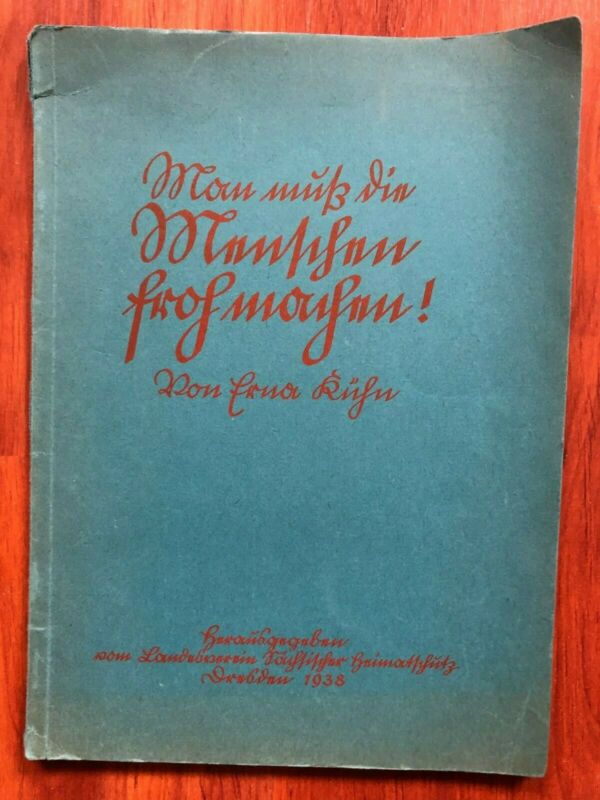 Man muß die
Menschen
froh machen!
Von Erna Kühn
Herausgegeben
vom Landesverein Sächsischer Heimatschutz
Dresden 1938